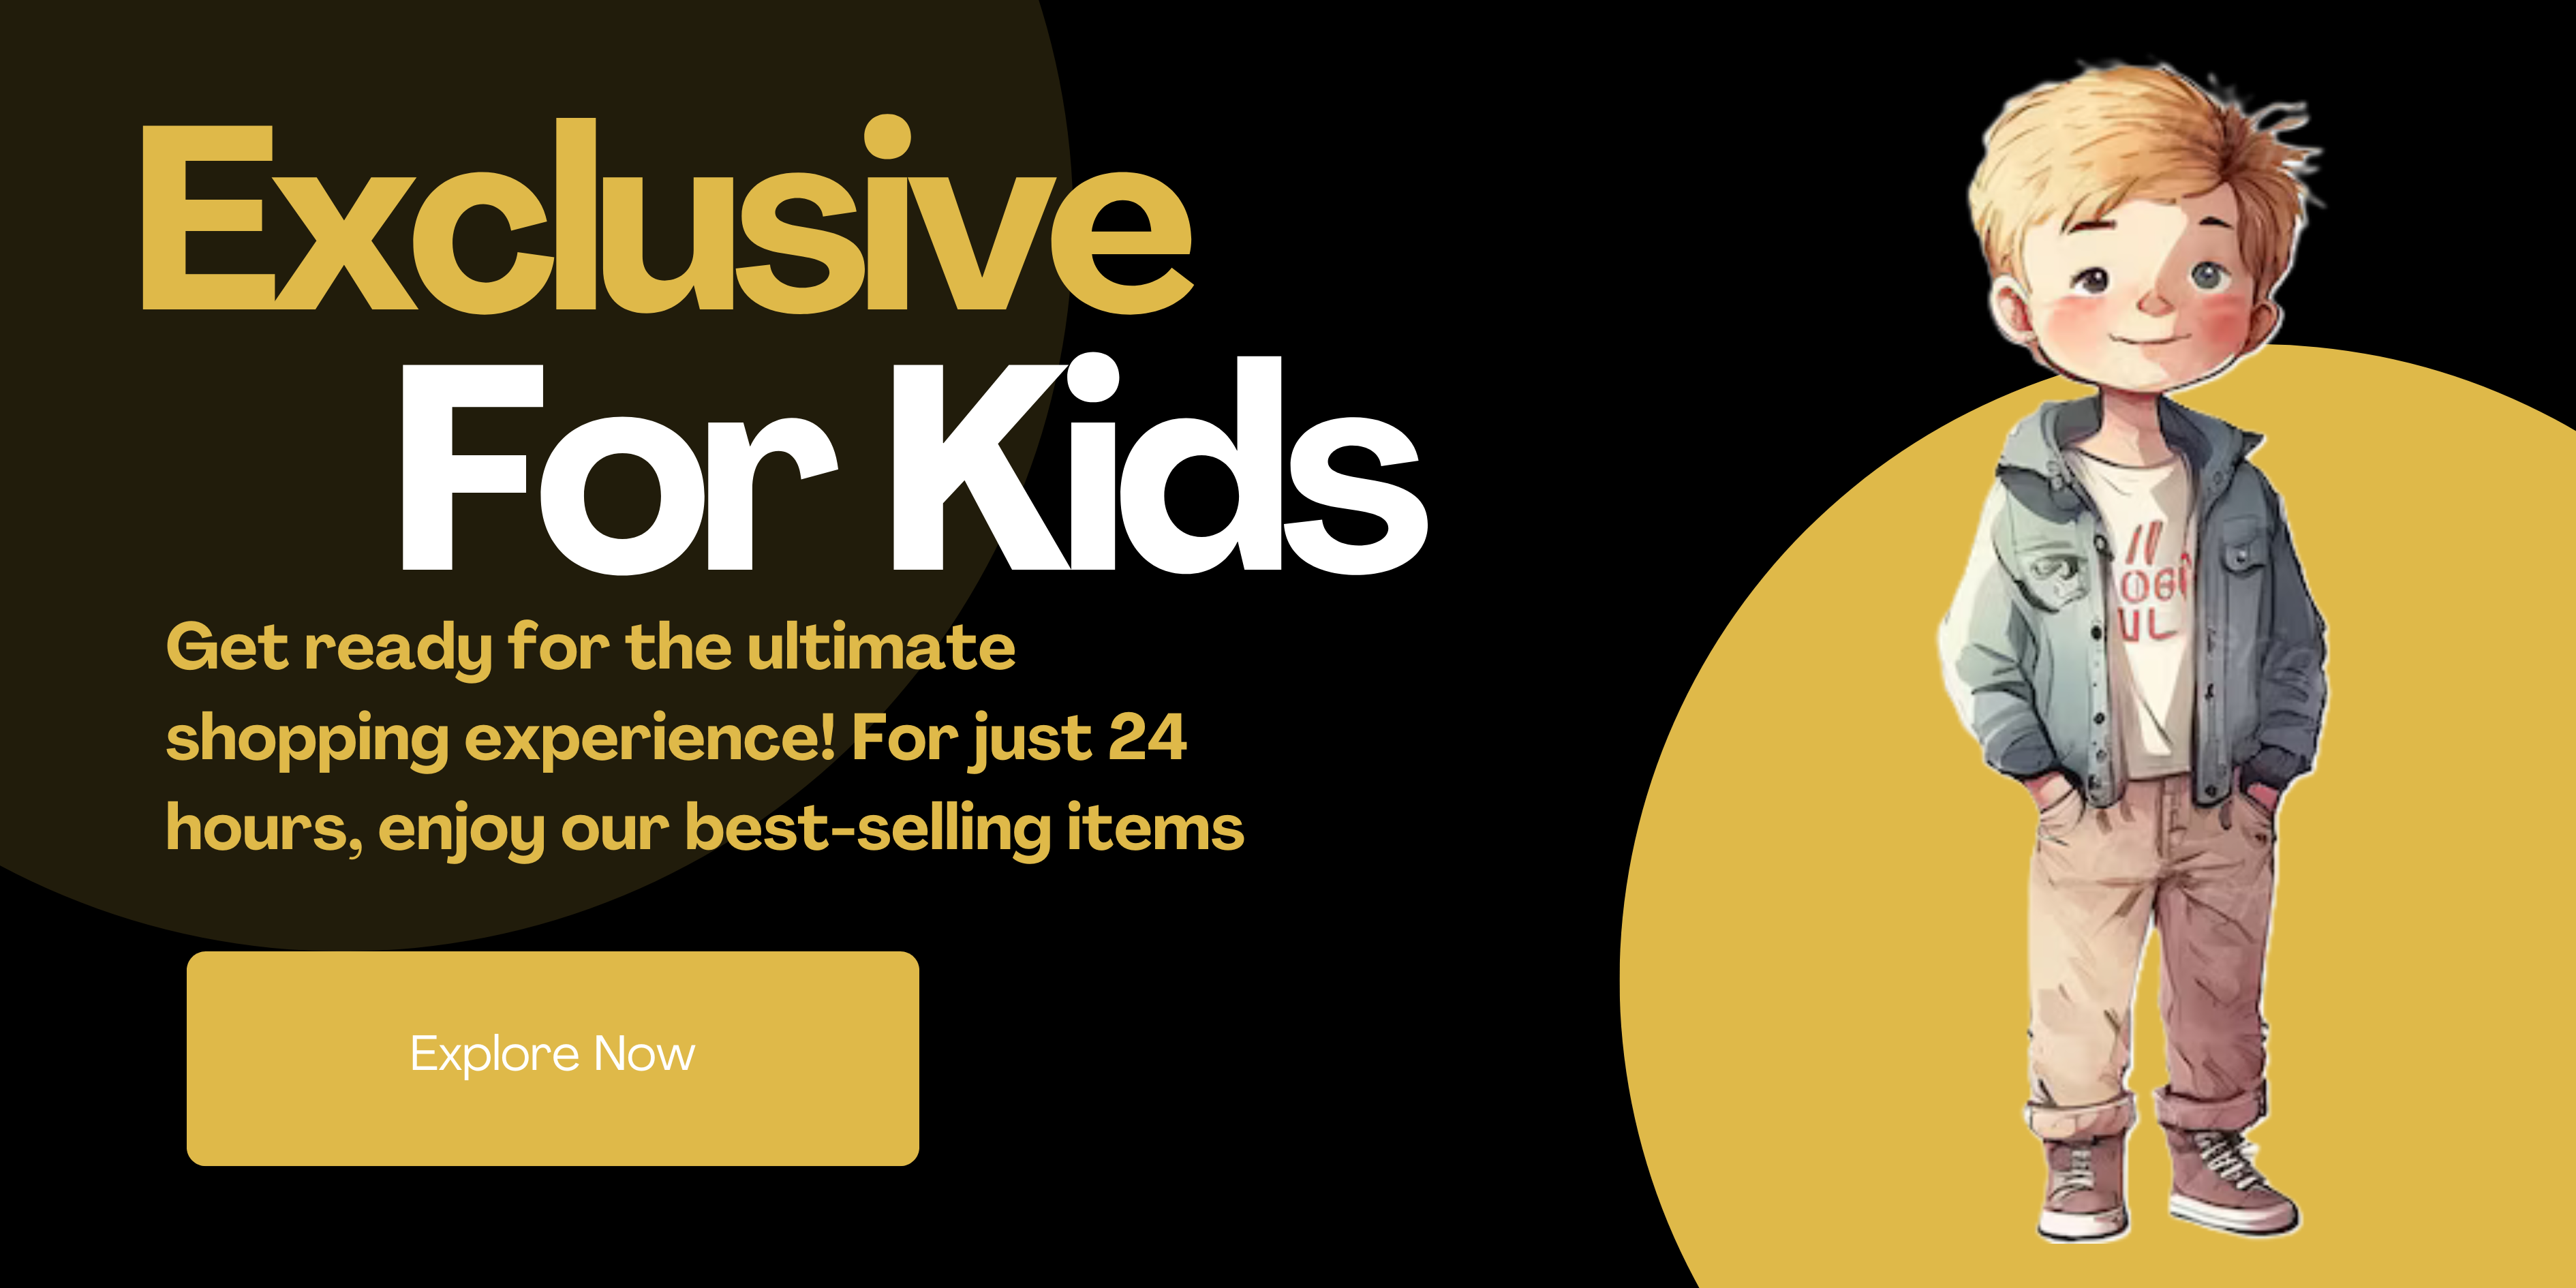 Exclusive
For Kids
Get ready for the ultimate
shopping experience! For just 24
hours, enjoy our best-selling items
Explore Now